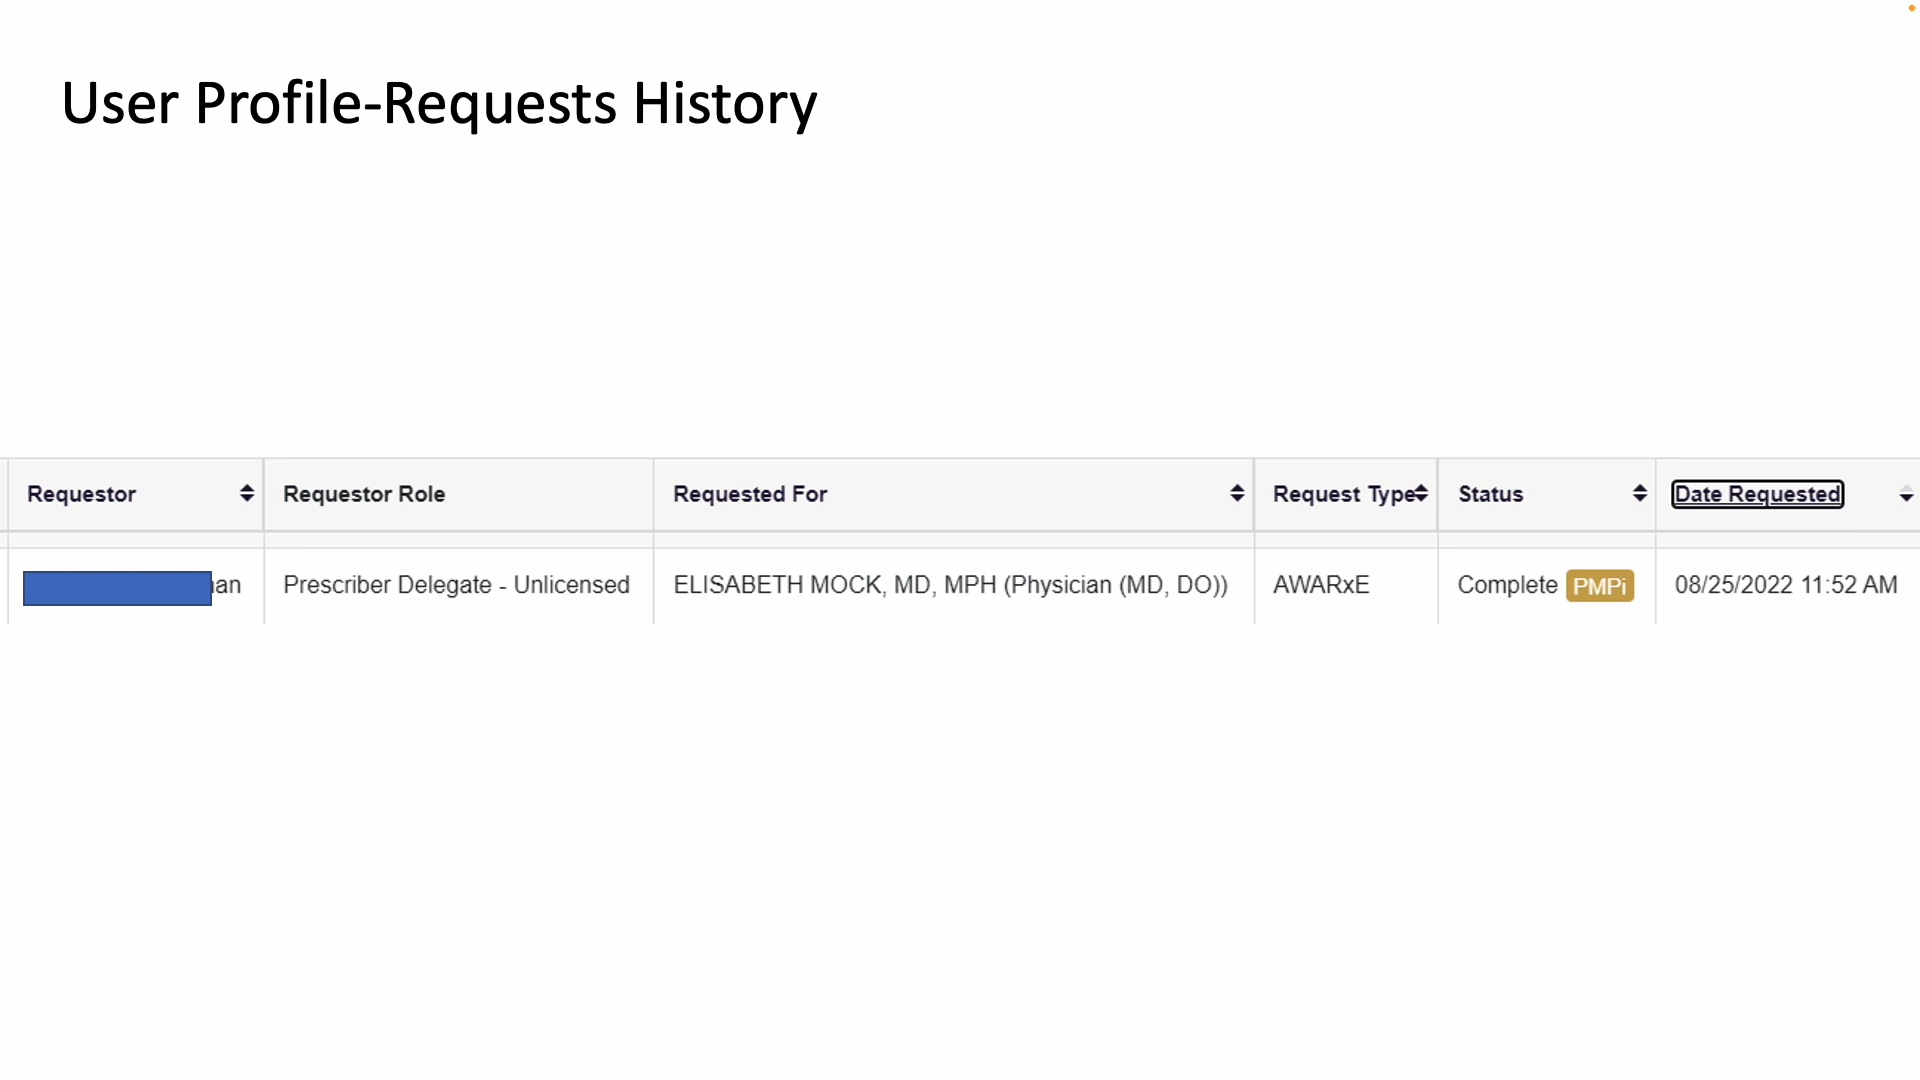 User Profile-Requests History
Requestor Requestor Role Requested For Request Type Status Date Requested
Prescriber Delegate - Unlicensed ELISABETH MOCK, MD, MPH (Physician (MD, DO)) AWARxE Complete PMPi 08/25/2022 11:52 AM